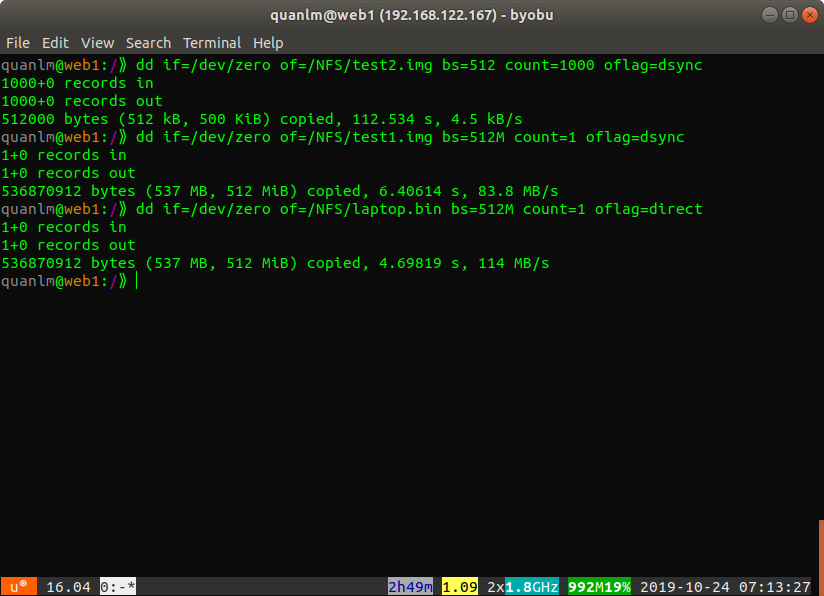 quanlm@web1 (192.168.122.167) - byobu
File Edit View Search Terminal Help
quanlm@web1:/⟫ dd if=/dev/zero of=/NFS/test2.img bs=512 count=1000 oflag=dsync
1000+0 records in
1000+0 records out
512000 bytes (512 kB, 500 KiB) copied, 112.534 s, 4.5 kB/s
quanlm@web1:/⟫ dd if=/dev/zero of=/NFS/test1.img bs=512M count=1 oflag=dsync
1+0 records in
1+0 records out
536870912 bytes (537 MB, 512 MiB) copied, 6.40614 s, 83.8 MB/s
quanlm@web1:/⟫ dd if=/dev/zero of=/NFS/laptop.bin bs=512M count=1 oflag=direct
1+0 records in
1+0 records out
536870912 bytes (537 MB, 512 MiB) copied, 4.69819 s, 114 MB/s
quanlm@web1:/⟫
u® 16.04 0:-* 2h49m 1.09 2x1.8GHz 992M19% 2019-10-24 07:13:27